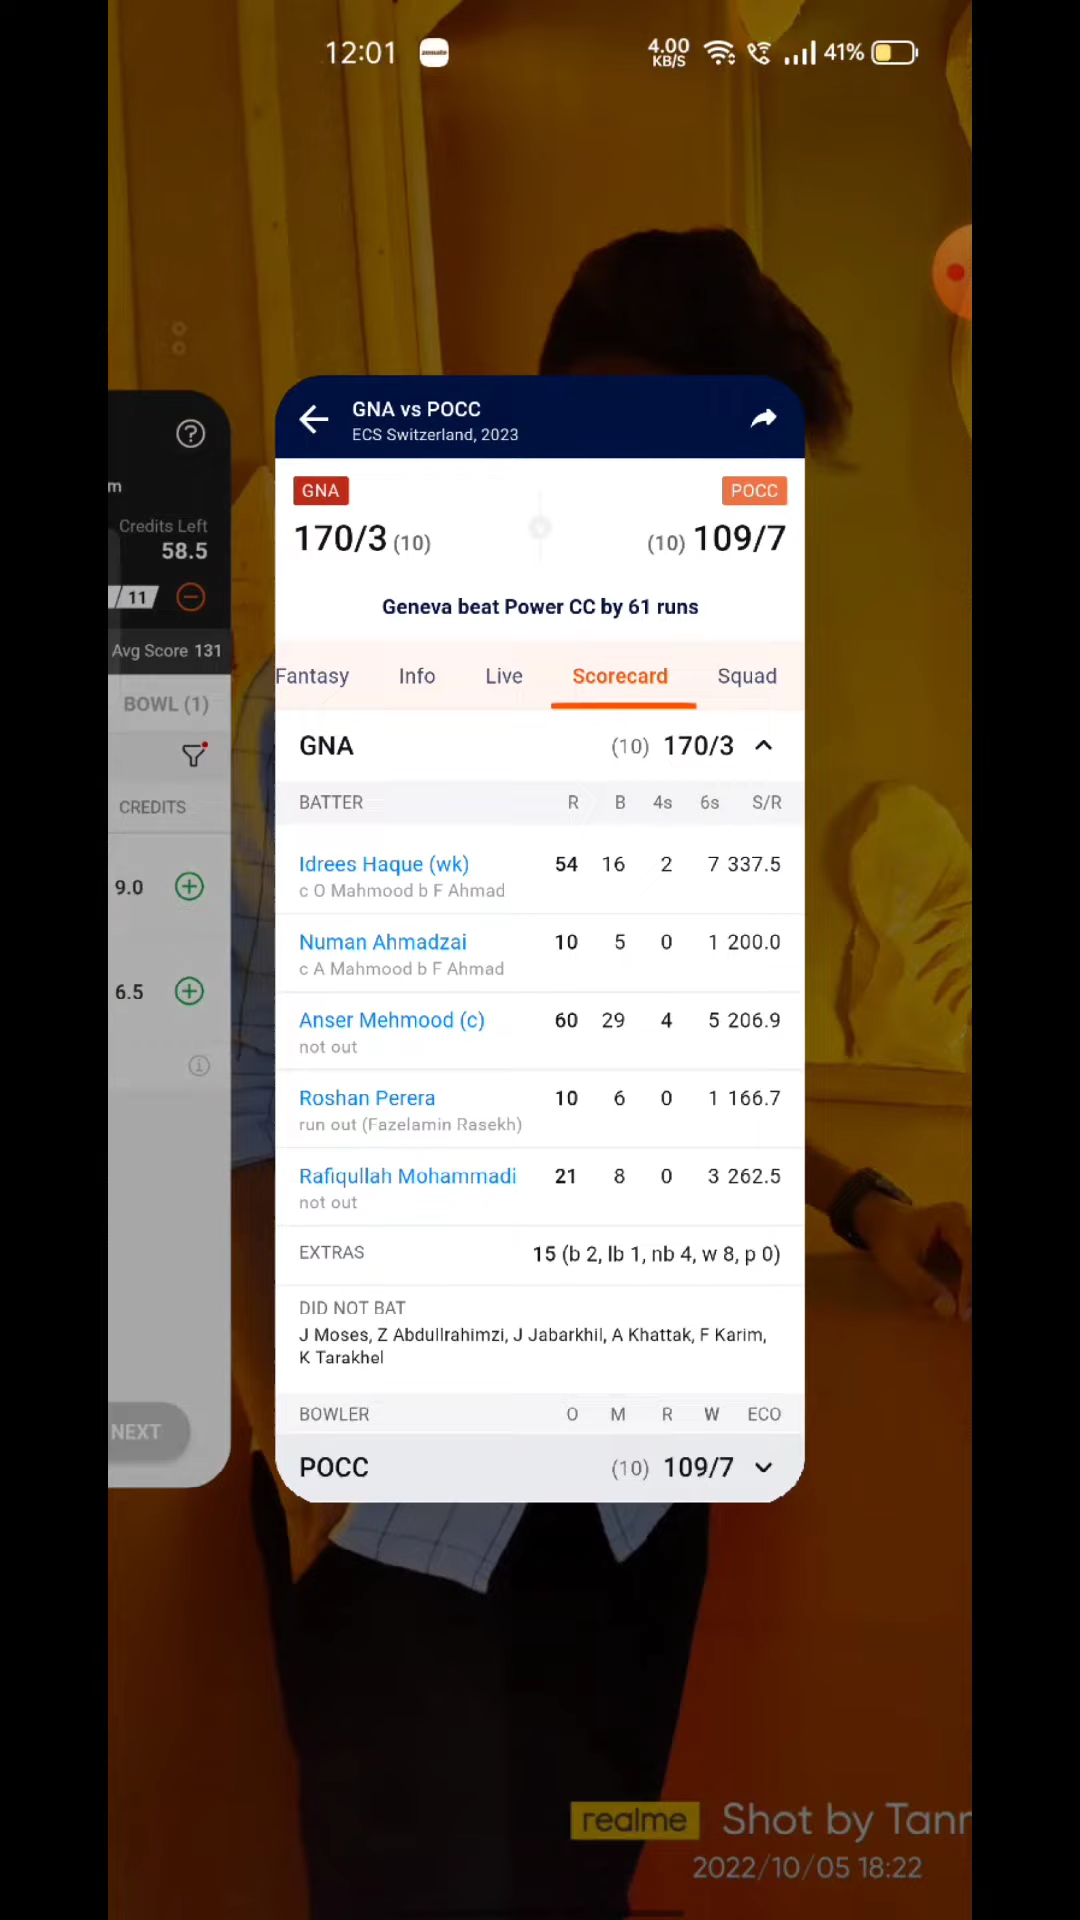 12:01
4.00
KB/S
41%
m
Credits Left
58.5
11
Avg Score 131
BOWL (1)
CREDITS
9.0
6.5
NEXT
GNA vs POCC
ECS Switzerland, 2023
GNA
POCC
170/3 (10)
(10) 109/7
Geneva beat Power CC by 61 runs
Fantasy Info Live Scorecard Squad
GNA (10) 170/3
BATTER R B 4s 6s S/R
Idrees Haque (wk) 54 16 2 7 337.5
c O Mahmood b F Ahmad
Numan Ahmadzai 10 5 0 1 200.0
c A Mahmood b F Ahmad
Anser Mehmood (c) 60 29 4 5 206.9
not out
Roshan Perera 10 6 0 1 166.7
run out (Fazelamin Rasekh)
Rafiqullah Mohammadi 21 8 0 3 262.5
not out
EXTRAS 15 (b 2, lb 1, nb 4, w 8, p 0)
DID NOT BAT
J Moses, Z Abdullrahimzi, J Jabarkhil, A Khattak, F Karim,
K Tarakhel
BOWLER O M R W ECO
POCC (10) 109/7
realme Shot by Tann
2022/10/05 18:22